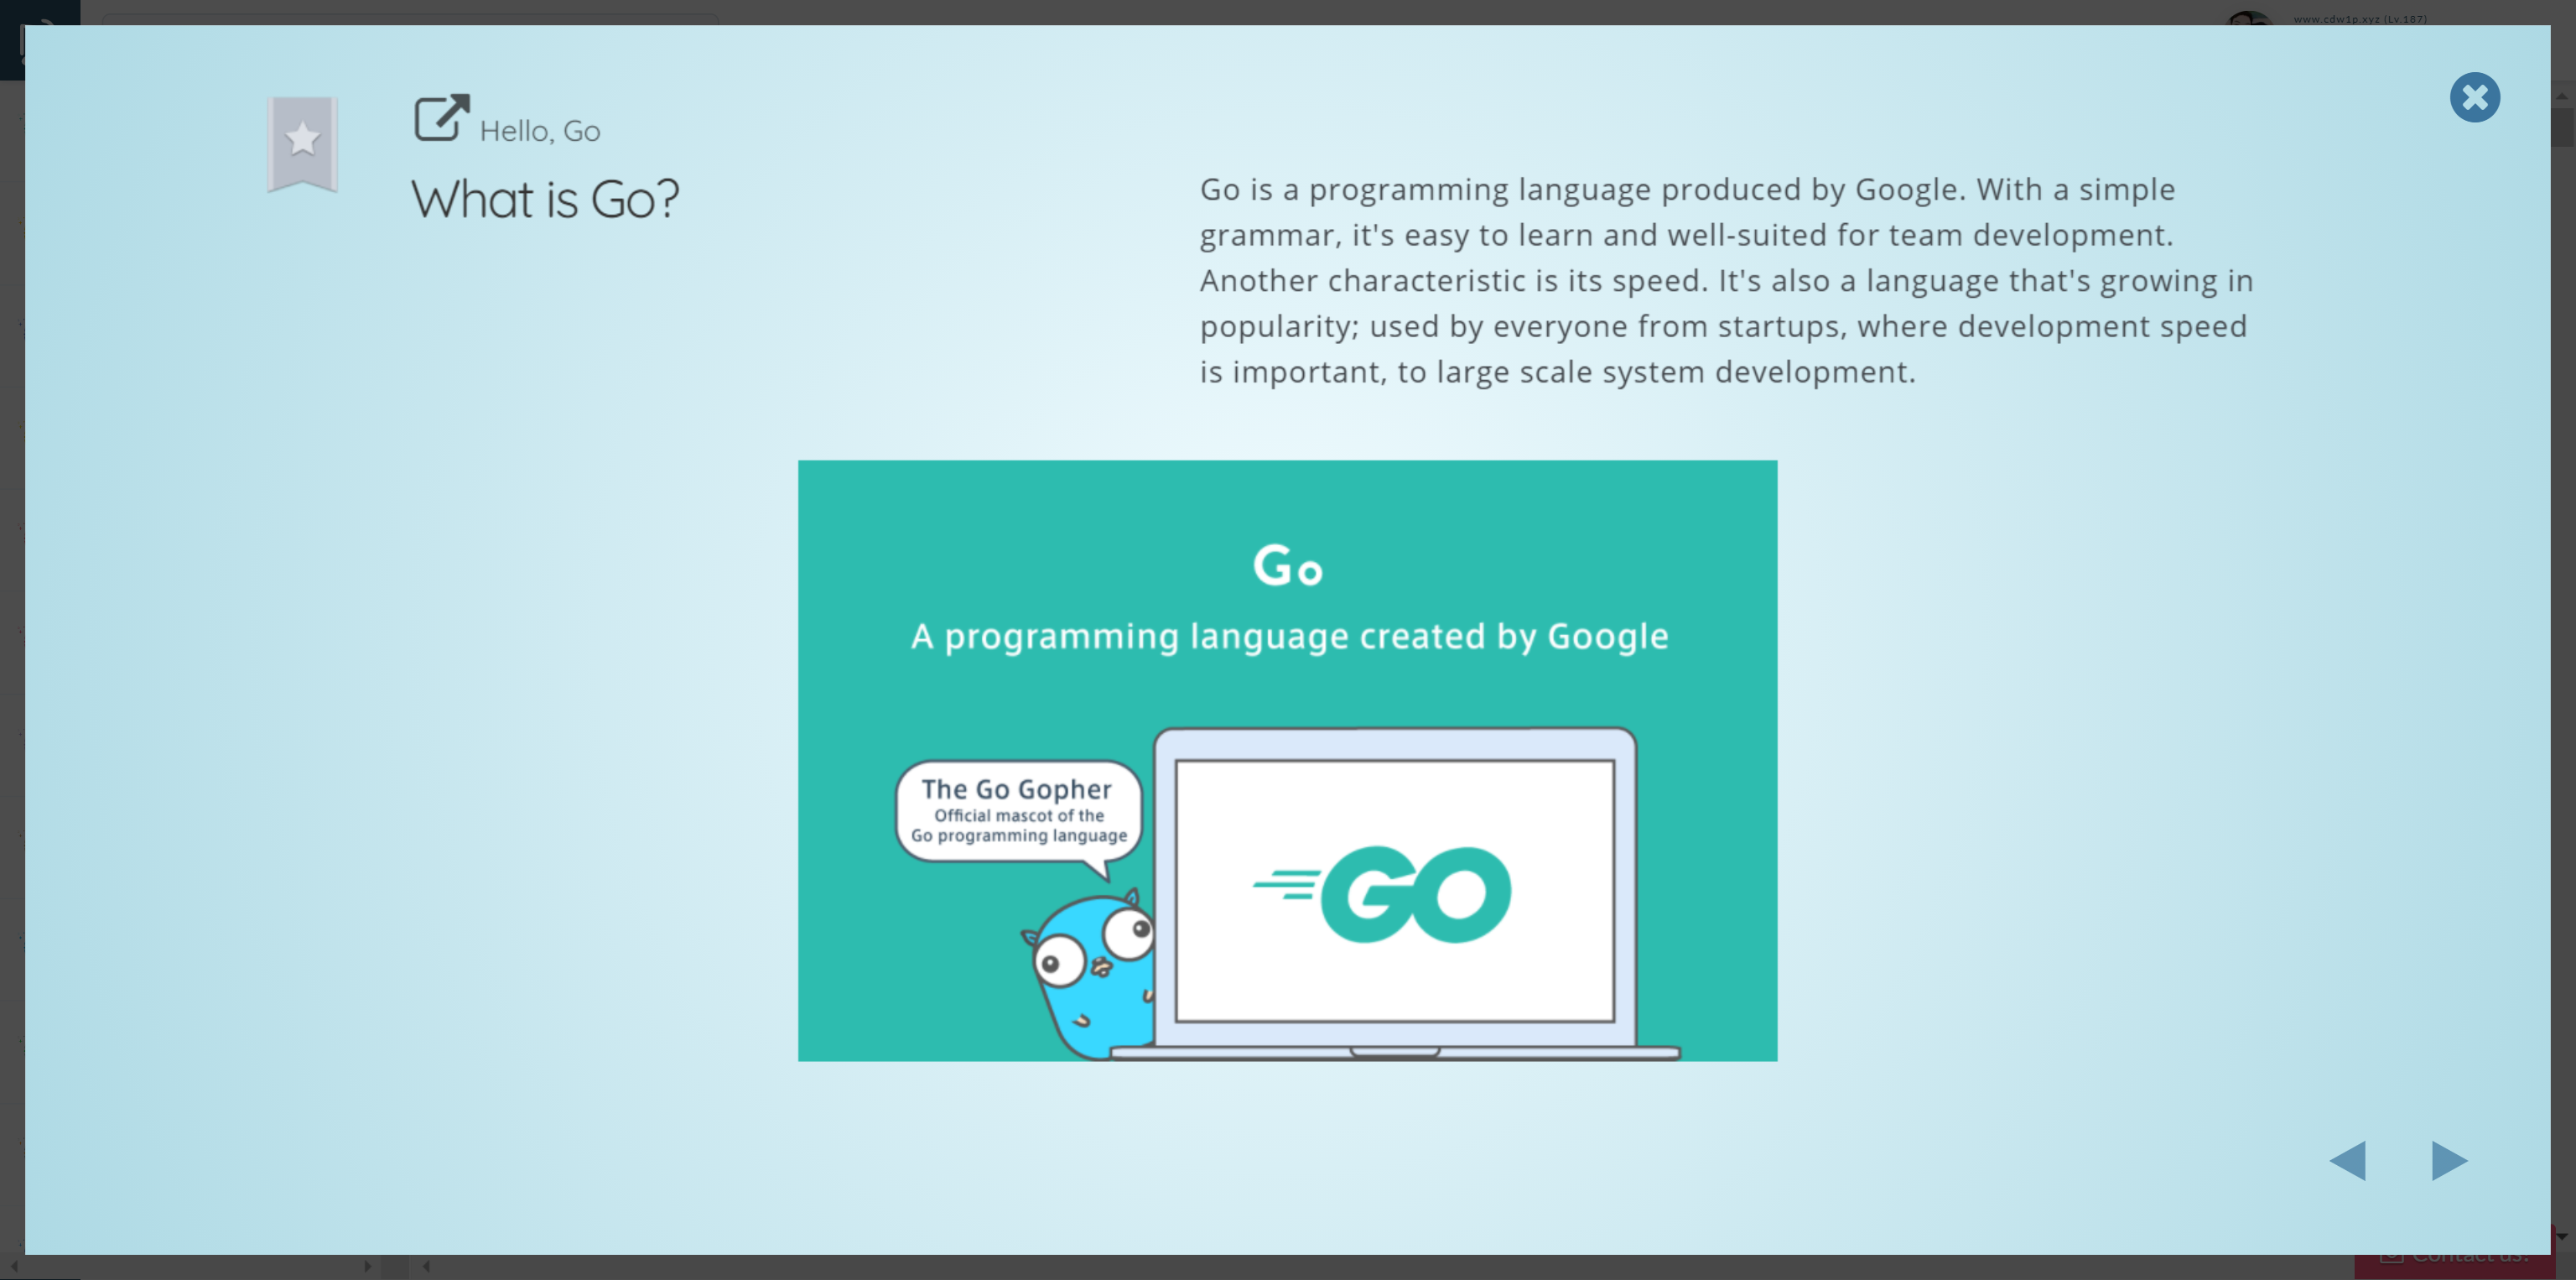 www.cdw1p.xyz (Lv.187)
Hello, Go
What is Go?
Go is a programming language produced by Google. With a simple
grammar, it's easy to learn and well-suited for team development.
Another characteristic is its speed. It's also a language that's growing in
popularity; used by everyone from startups, where development speed
is important, to large scale system development.
Go
A programming language created by Google
The Go Gopher
Official mascot of the
Go programming language
GO
Contact us!